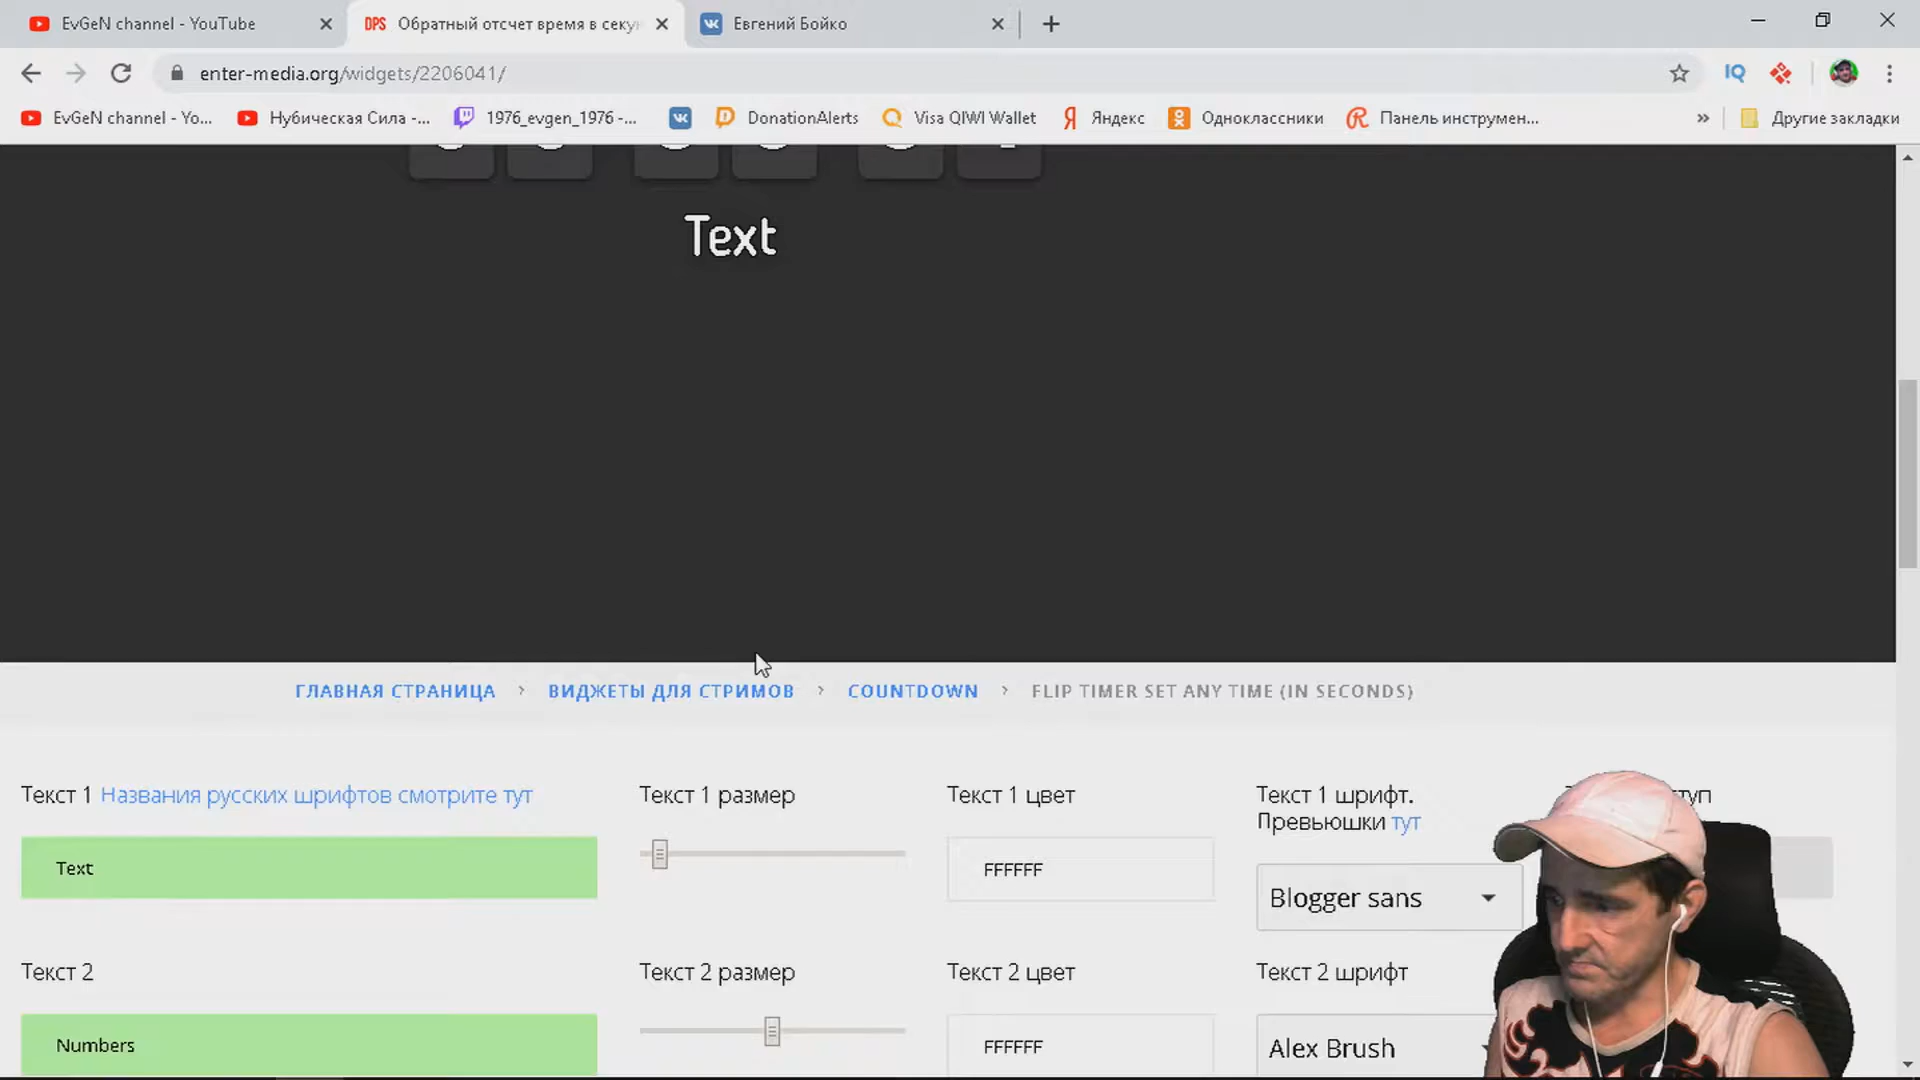 EvGeN channel - YouTube
DPS Обратный отсчет время в секун
Евгений Бойко
enter-media.org/widgets/2206041/
IQ
EvGeN channel - Yo...
Нубическая Сила -...
1976_evgen_1976 -...
DonationAlerts
Visa QIWI Wallet
Яндекс
Одноклассники
Панель инструмен...
»
Другие закладки
Text
ГЛАВНАЯ СТРАНИЦА > ВИДЖЕТЫ ДЛЯ СТРИМОВ > COUNTDOWN > FLIP TIMER SET ANY TIME (IN SECONDS)
Текст 1 Названия русских шрифтов смотрите тут
Текст 1 размер
Текст 1 цвет
Текст 1 шрифт.
Превьюшки тут
Text
FFFFFF
Blogger sans
Текст 2
Текст 2 размер
Текст 2 цвет
Текст 2 шрифт
Numbers
FFFFFF
Alex Brush